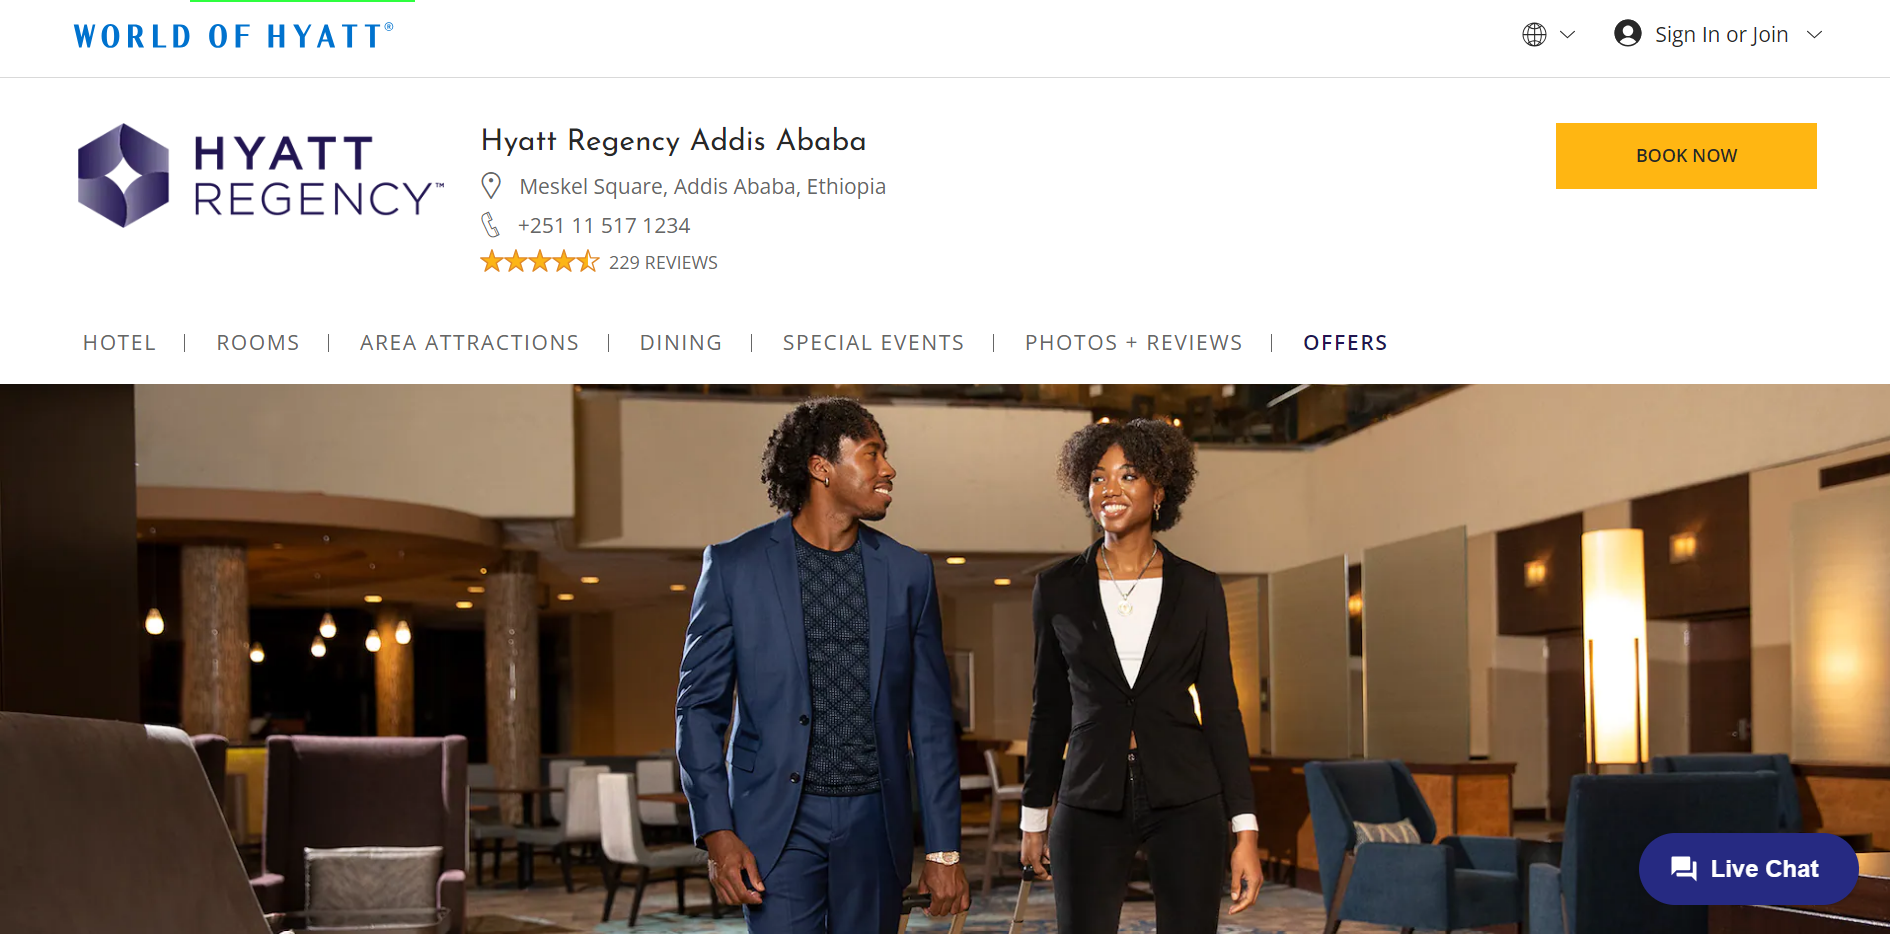 WORLD OF HYATT®
Sign In or Join
HYATT
REGENCY™
Hyatt Regency Addis Ababa
Meskel Square, Addis Ababa, Ethiopia
+251 11 517 1234
229 REVIEWS
BOOK NOW
HOTEL
ROOMS
AREA ATTRACTIONS
DINING
SPECIAL EVENTS
PHOTOS + REVIEWS
OFFERS
Live Chat